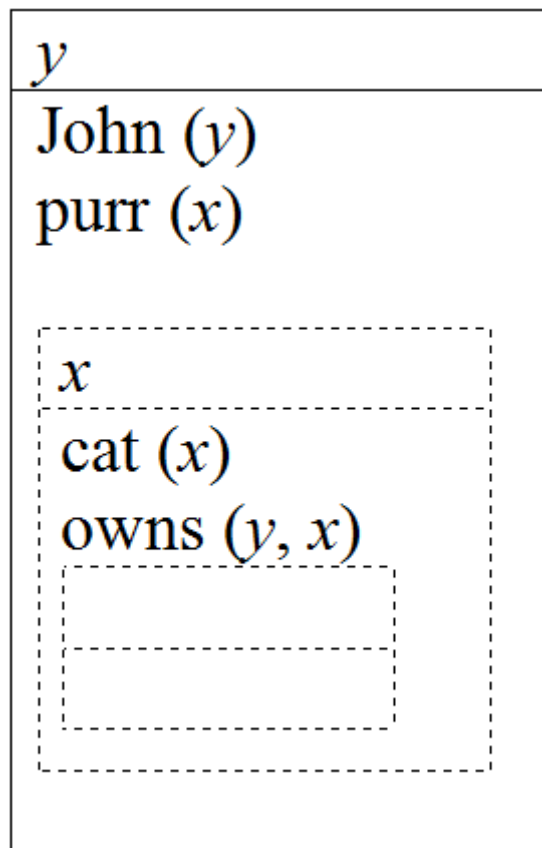 y
John (y)
purr (x)
x
cat (x)
owns (y, x)